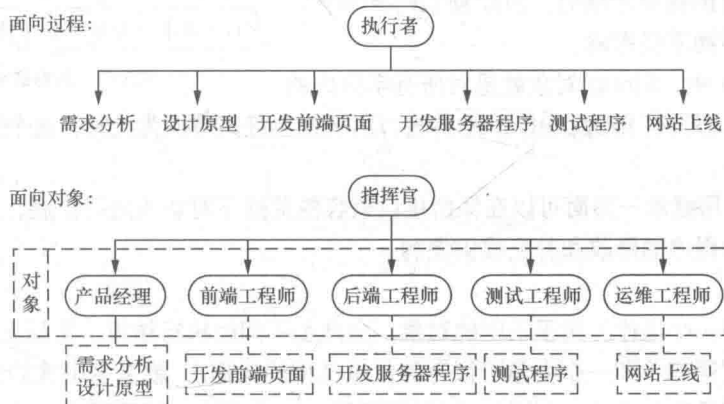 面向过程:
执行者
需求分析 设计原型 开发前端页面 开发服务器程序 测试程序 网站上线
面向对象:
指挥官
对象
产品经理 前端工程师 后端工程师 测试工程师 运维工程师
需求分析
设计原型
开发前端页面 开发服务器程序 测试程序 网站上线